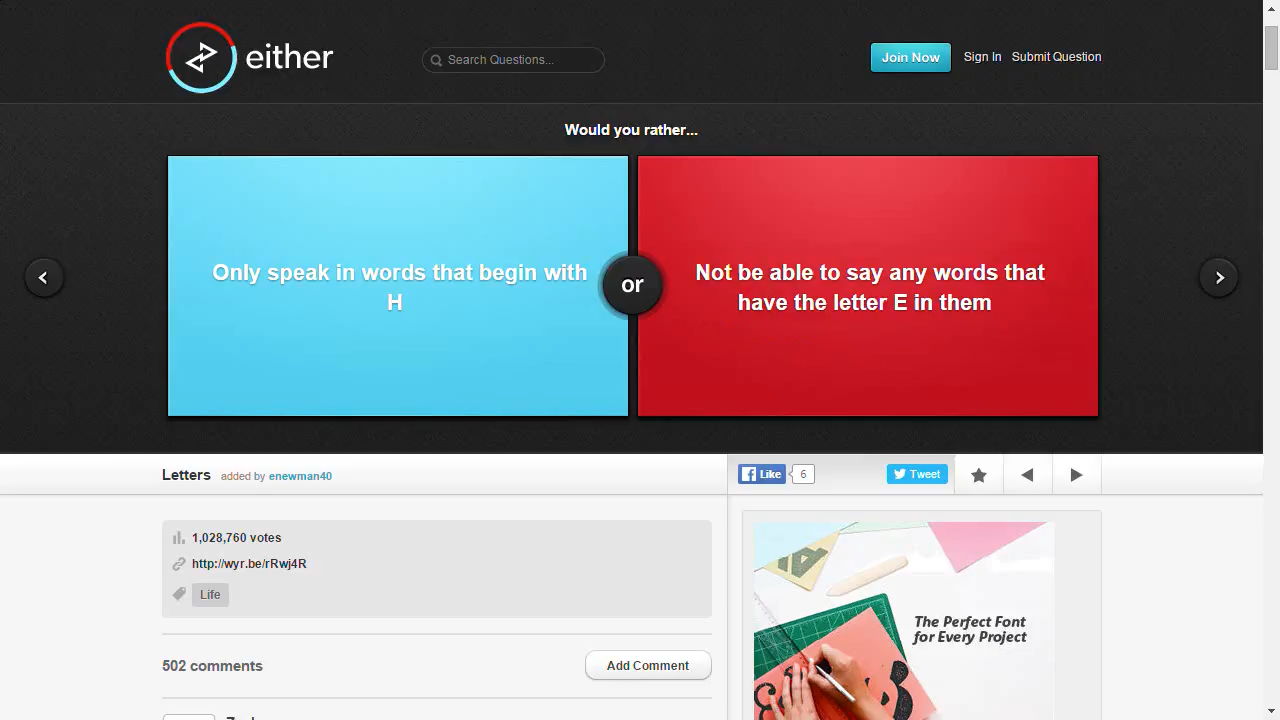 either
Search Questions...
Join Now
Sign In
Submit Question
Would you rather...
Only speak in words that begin with
H
or
Not be able to say any words that
have the letter E in them
Letters
added by enewman40
Like
6
Tweet
1,028,760 votes
http://wyr.be/rRwj4R
Life
502 comments
Add Comment
The Perfect Font
for Every Project